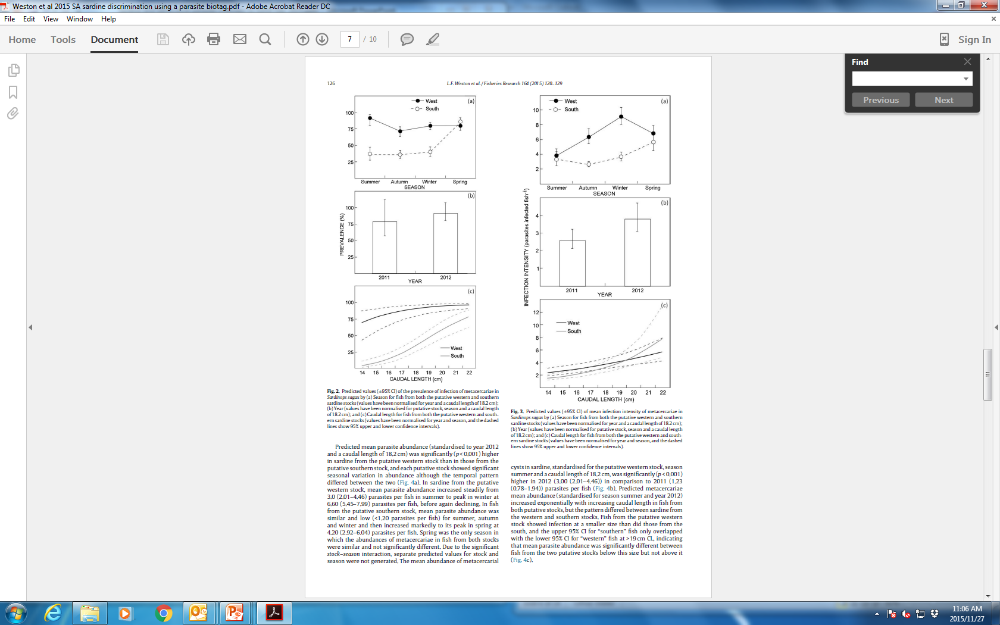 Weston et al 2015 SA sardine discrimination using a parasite biotag.pdf - Adobe Acrobat Reader DC
File Edit View Window Help
Home Tools Document 7 / 10 Sign In
Find
Previous Next
126 L.F. Weston et al. / Fisheries Research 164 (2015) 120–129
West
South
(a)
100
75
50
25
Summer Autumn Winter Spring
SEASON
(b)
100
75
50
25
PREVALENCE (%)
2011 2012
YEAR
(c)
100
75
50
25
West
South
14 15 16 17 18 19 20 21 22
CAUDAL LENGTH (cm)
Fig. 2. Predicted values (±95% CI) of the prevalence of infection of metacercariae in
Sardinops sagax by (a) Season for fish from both the putative western and southern
sardine stocks (values have been normalised for year and a caudal length of 18.2 cm);
(b) Year (values have been normalised for putative stock, season and a caudal length
of 18.2 cm); and (c) Caudal length for fish from both the putative western and south-
ern sardine stocks (values have been normalised for year and season, and the dashed
lines show 95% upper and lower confidence intervals).
Predicted mean parasite abundance (standardised to year 2012
and a caudal length of 18.2 cm) was significantly (p < 0.001) higher
in sardine from the putative western stock than in those from the
putative southern stock, and each putative stock showed significant
seasonal variation in abundance although the temporal pattern
differed between the two (Fig. 4a). In sardine from the putative
western stock, mean parasite abundance increased steadily from
3.0 (2.01–4.46) parasites per fish in summer to peak in winter at
6.60 (5.45–7.99) parasites per fish, before again declining. In fish
from the putative southern stock, mean parasite abundance was
similar and low (<1.20 parasites per fish) for summer, autumn
and winter and then increased markedly to its peak in spring at
4.20 (2.92–6.04) parasites per fish. Spring was the only season in
which the abundances of metacercariae in fish from both stocks
were similar and not significantly different. Due to the significant
stock–season interaction, separate predicted values for stock and
season were not generated. The mean abundance of metacercarial
West
South
(a)
10
8
6
4
2
Summer Autumn Winter Spring
SEASON
(b)
4
3
2
1
INFECTION INTENSITY (parasites.infected fish-1)
2011 2012
YEAR
(c)
12
10
8
6
4
2
West
South
14 15 16 17 18 19 20 21 22
CAUDAL LENGTH (cm)
Fig. 3. Predicted values (±95% CI) of mean infection intensity of metacercariae in
Sardinops sagax by (a) Season for fish from both the putative western and southern
sardine stocks (values have been normalised for year and a caudal length of 18.2 cm);
(b) Year (values have been normalised for putative stock, season and a caudal length
of 18.2 cm); and (c) Caudal length for fish from both the putative western and south-
ern sardine stocks (values have been normalised for year and season, and the dashed
lines show 95% upper and lower confidence intervals).
cysts in sardine, standardised for the putative western stock, season
summer and a caudal length of 18.2 cm, was significantly (p < 0.001)
higher in 2012 (3.00 (2.01–4.46)) in comparison to 2011 (1.23
(0.78–1.94)) parasites per fish (Fig. 4b). Predicted metacercariae
mean abundance (standardised for season summer and year 2012)
increased exponentially with increasing caudal length in fish from
both putative stocks, but the pattern differed between sardine from
the western and southern stocks. Fish from the putative western
stock showed infection at a smaller size than did those from the
south, and the upper 95% CI for “southern” fish only overlapped
with the lower 95% CI for “western” fish at >19 cm CL, indicating
that mean parasite abundance was significantly different between
fish from the two putative stocks below this size but not above it
(Fig. 4c).
11:06 AM
2015/11/27